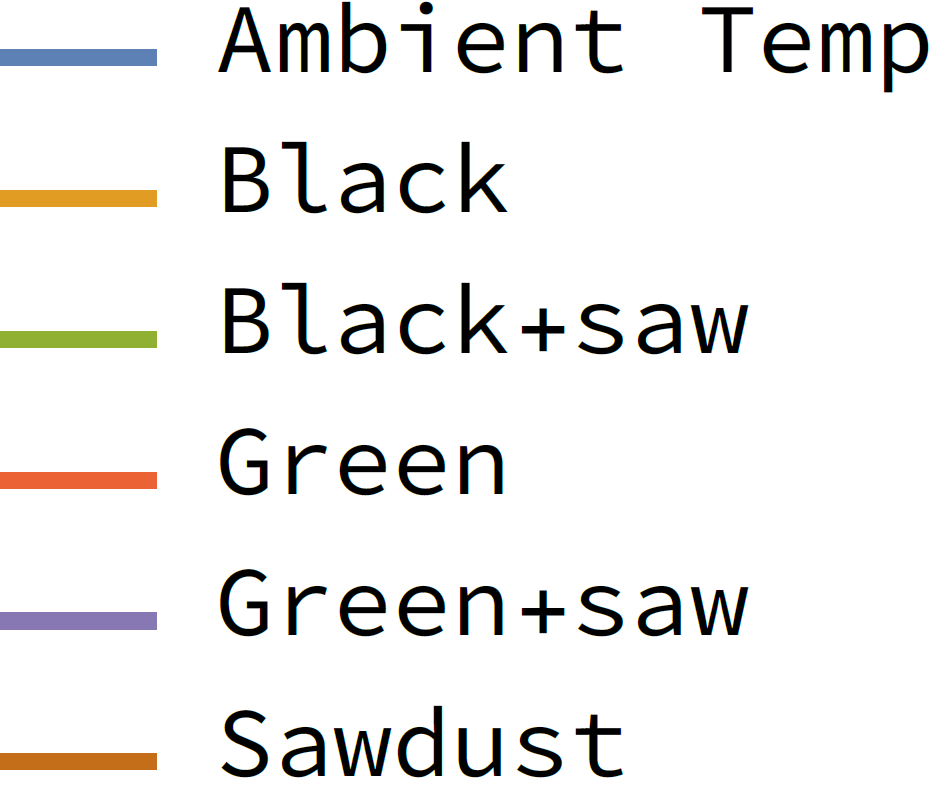 Ambient Temp
Black
Black+saw
Green
Green+saw
Sawdust